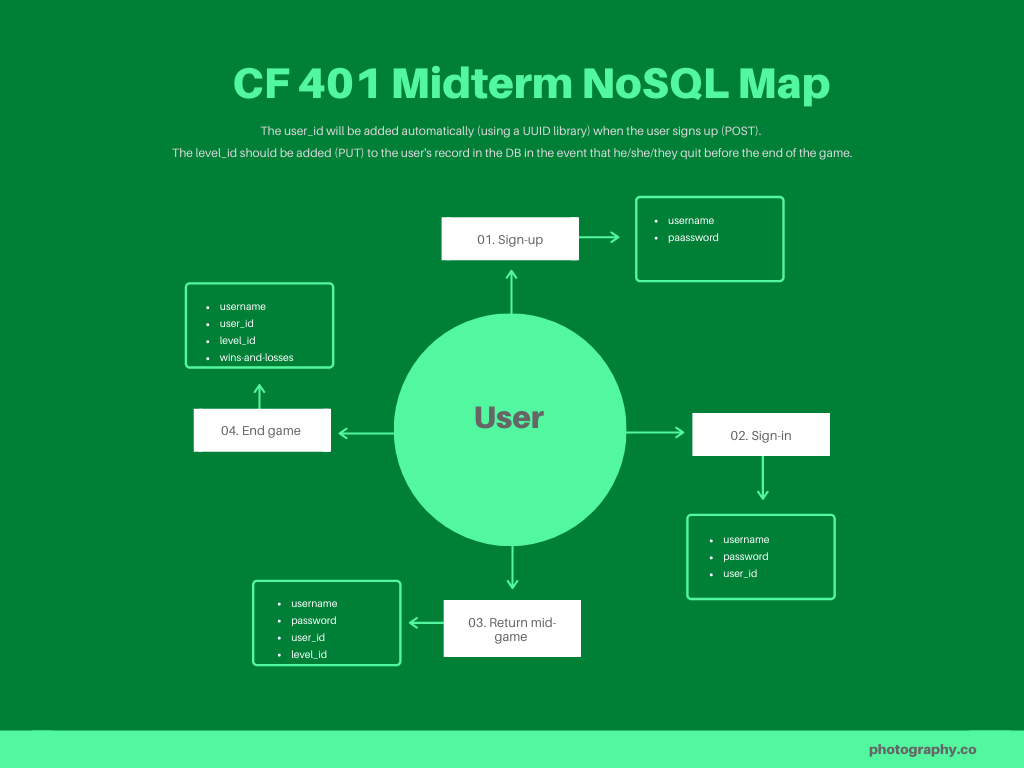 CF 401 Midterm NoSQL Map
The user_id will be added automatically (using a UUID library) when the user signs up (POST).
The level_id should be added (PUT) to the user's record in the DB in the event that he/she/they quit before the end of the game.
01. Sign-up
• username
• paassword
• username
• user_id
• level_id
• wins-and-losses
User
04. End game
02. Sign-in
• username
• password
• user_id
• username
• password
• user_id
• level_id
03. Return mid-
game
photography.co